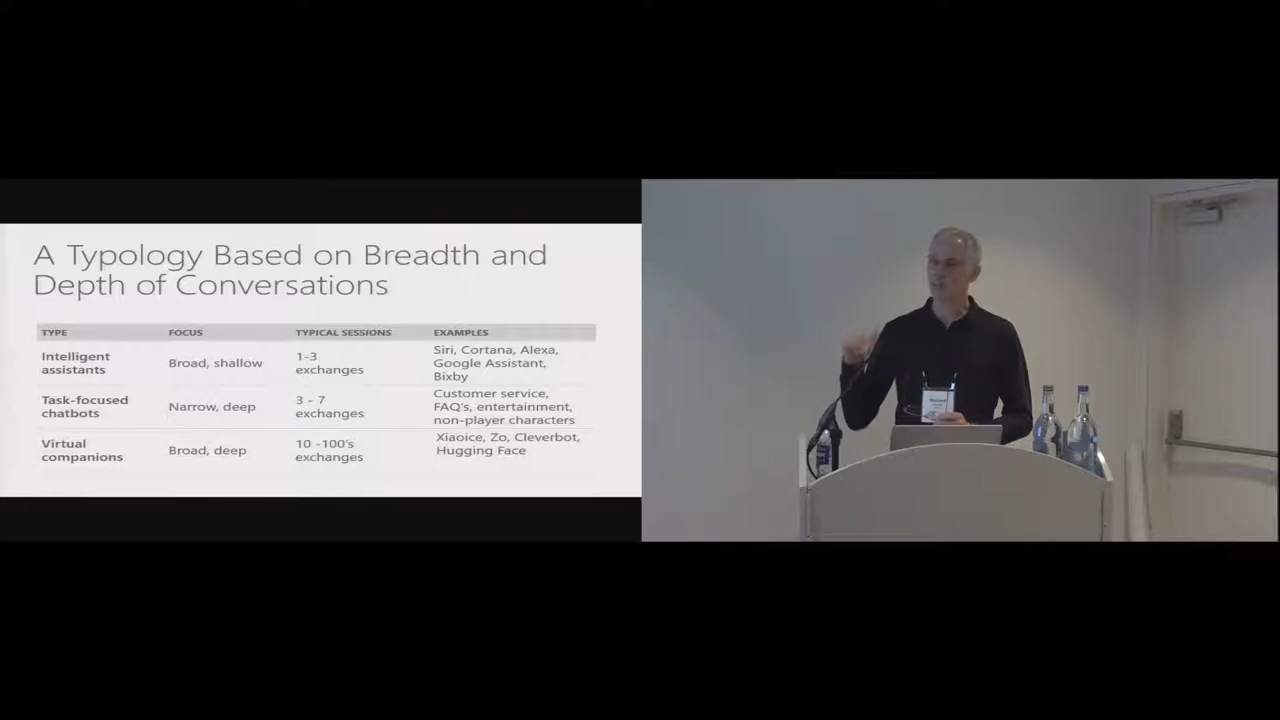 A Typology Based on Breadth and
Depth of Conversations
TYPE FOCUS TYPICAL SESSIONS EXAMPLES
Intelligent assistants Broad, shallow 1-3 exchanges Siri, Cortana, Alexa, Google Assistant, Bixby
Task-focused chatbots Narrow, deep 3 - 7 exchanges Customer service, FAQ's, entertainment, non-player characters
Virtual companions Broad, deep 10 -100's exchanges Xiaoice, Zo, Cleverbot, Hugging Face